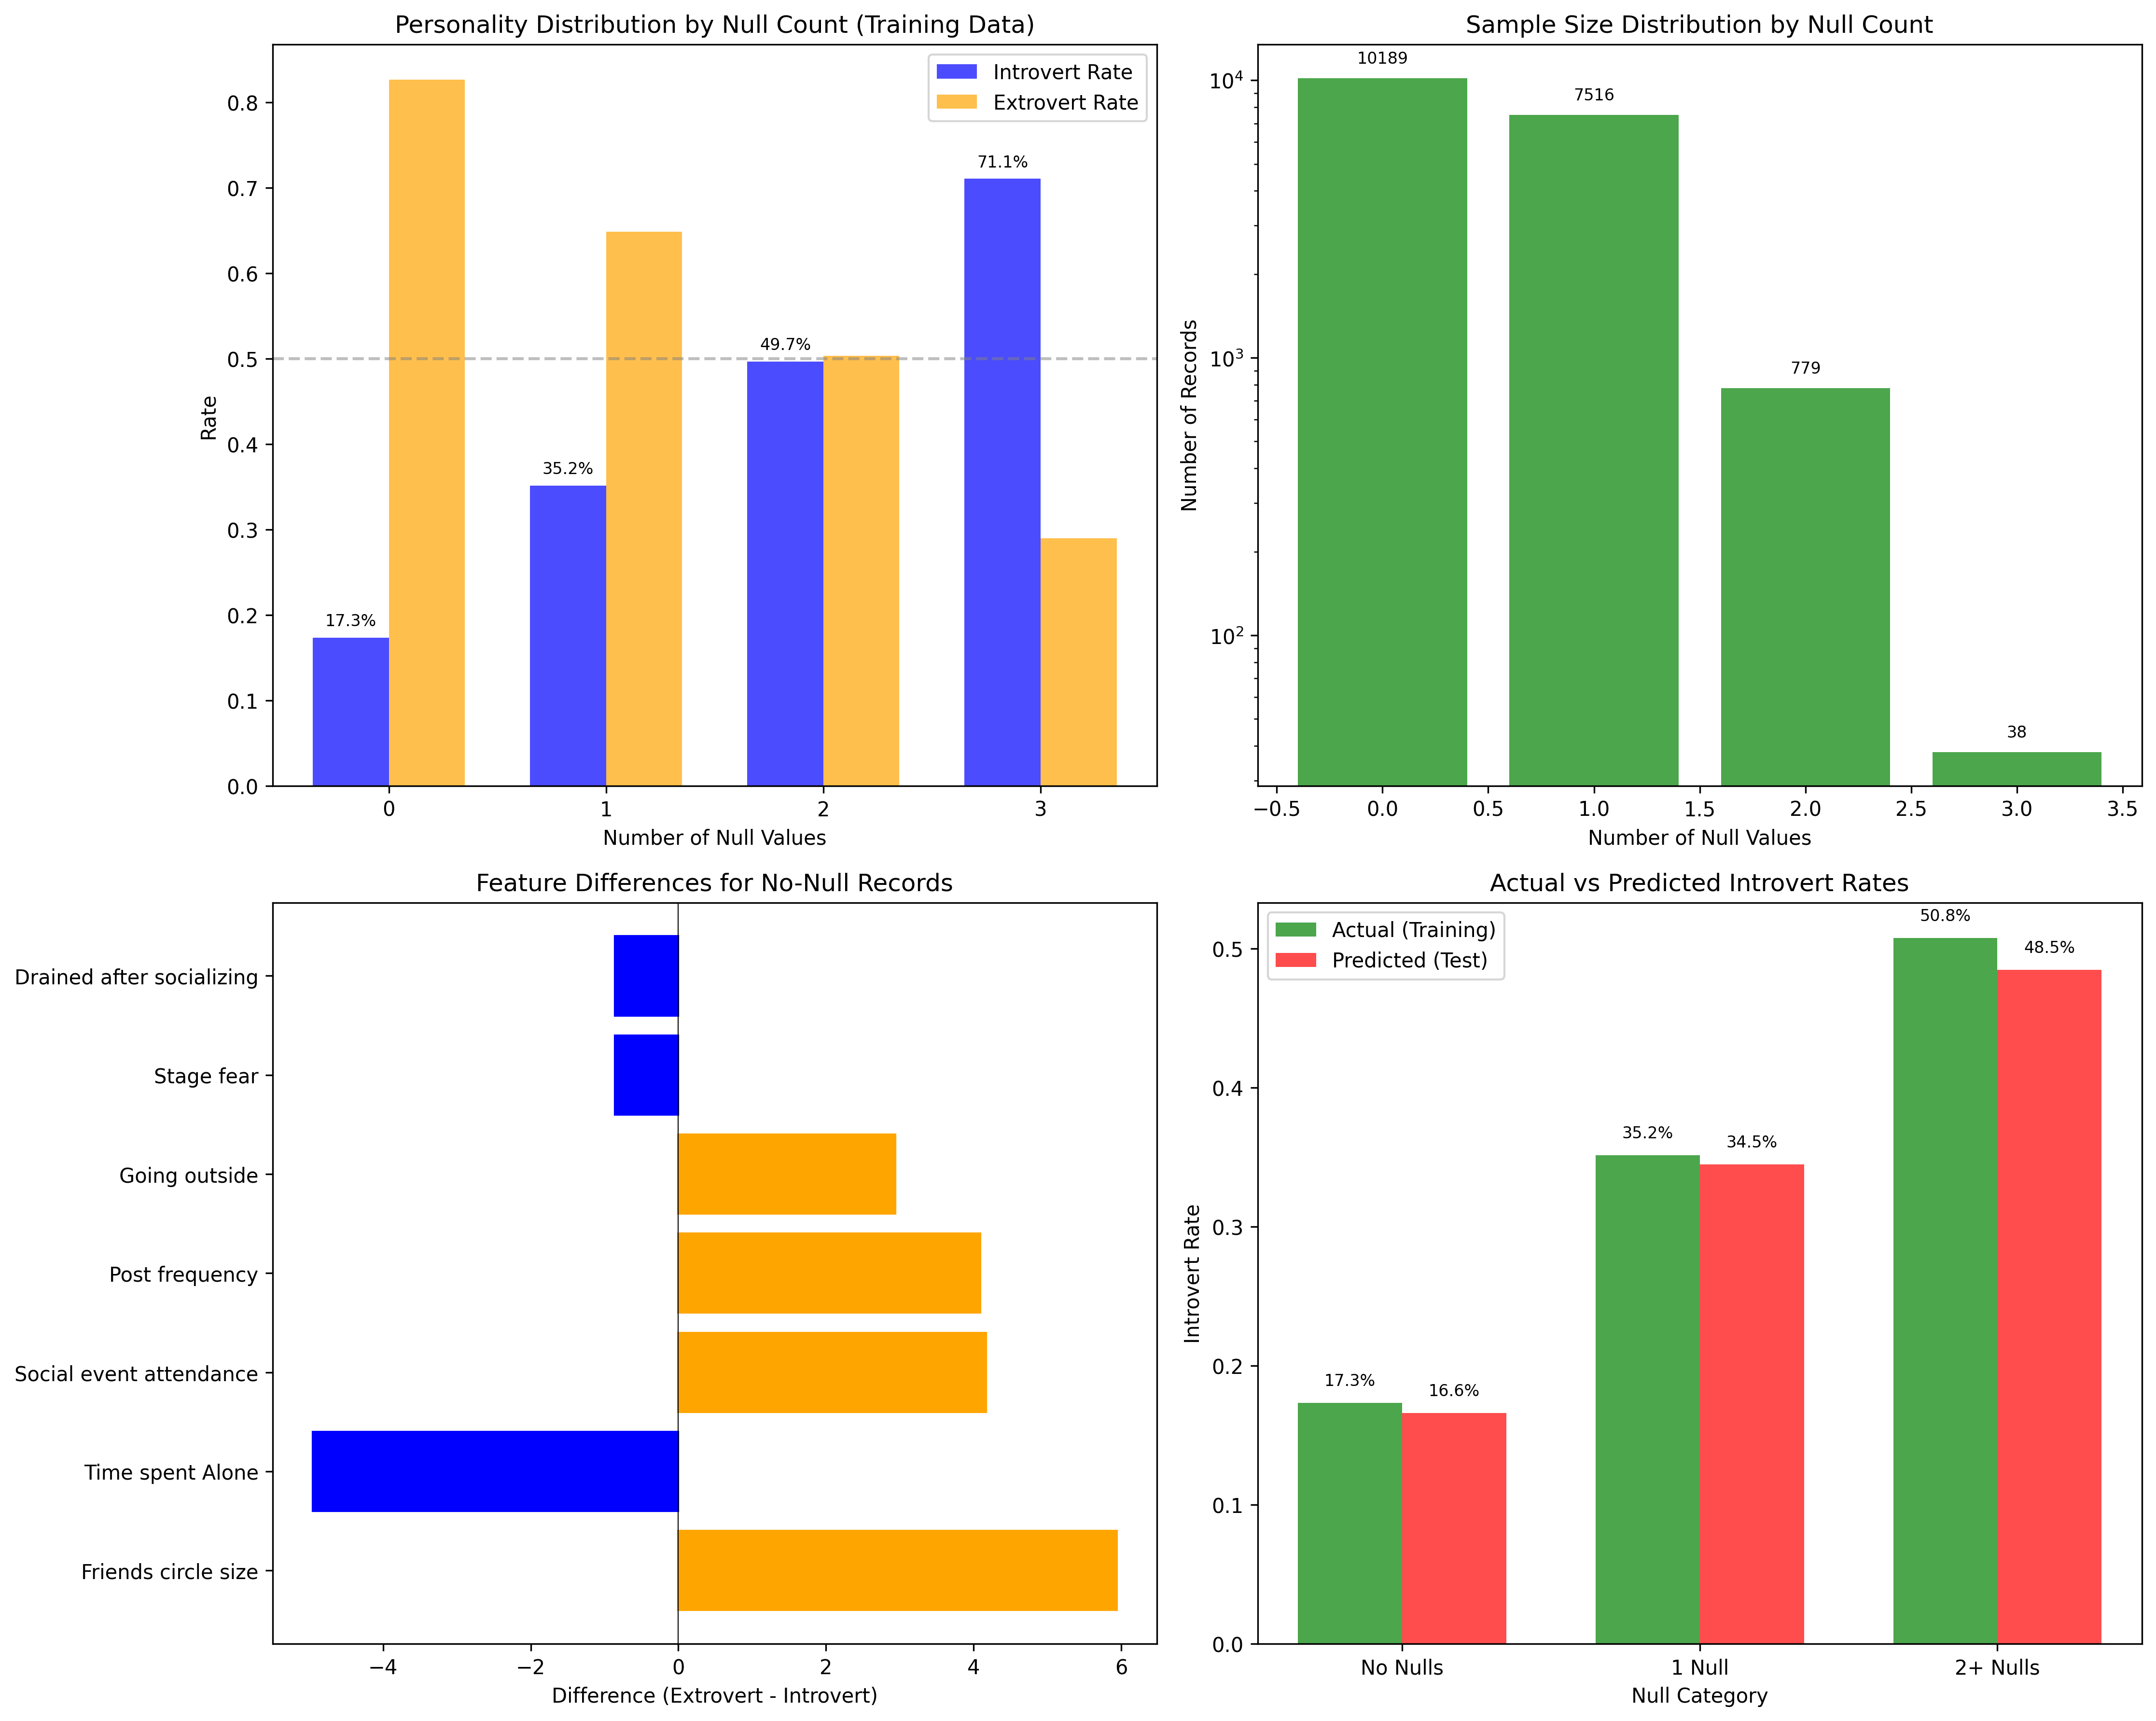 Personality Distribution by Null Count (Training Data)
Introvert Rate
Extrovert Rate
Rate
0.8
0.7
0.6
0.5
0.4
0.3
0.2
0.1
0.0
17.3%
35.2%
49.7%
71.1%
0
1
2
3
Number of Null Values
Sample Size Distribution by Null Count
Number of Records
10⁴
10³
10²
10189
7516
779
38
−0.5
0.0
0.5
1.0
1.5
2.0
2.5
3.0
3.5
Number of Null Values
Feature Differences for No-Null Records
Drained after socializing
Stage fear
Going outside
Post frequency
Social event attendance
Time spent Alone
Friends circle size
−4
−2
0
2
4
6
Difference (Extrovert - Introvert)
Actual vs Predicted Introvert Rates
Actual (Training)
Predicted (Test)
Introvert Rate
0.5
0.4
0.3
0.2
0.1
0.0
17.3%
16.6%
35.2%
34.5%
50.8%
48.5%
No Nulls
1 Null
2+ Nulls
Null Category